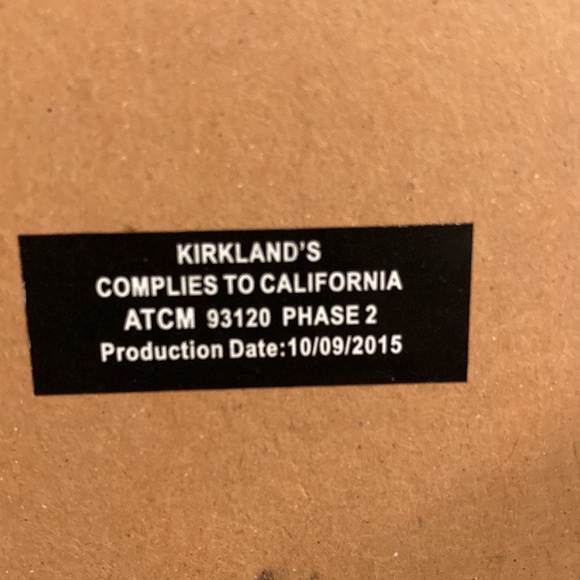 KIRKLAND'S
COMPLIES TO CALIFORNIA
ATCM 93120 PHASE 2
Production Date:10/09/2015